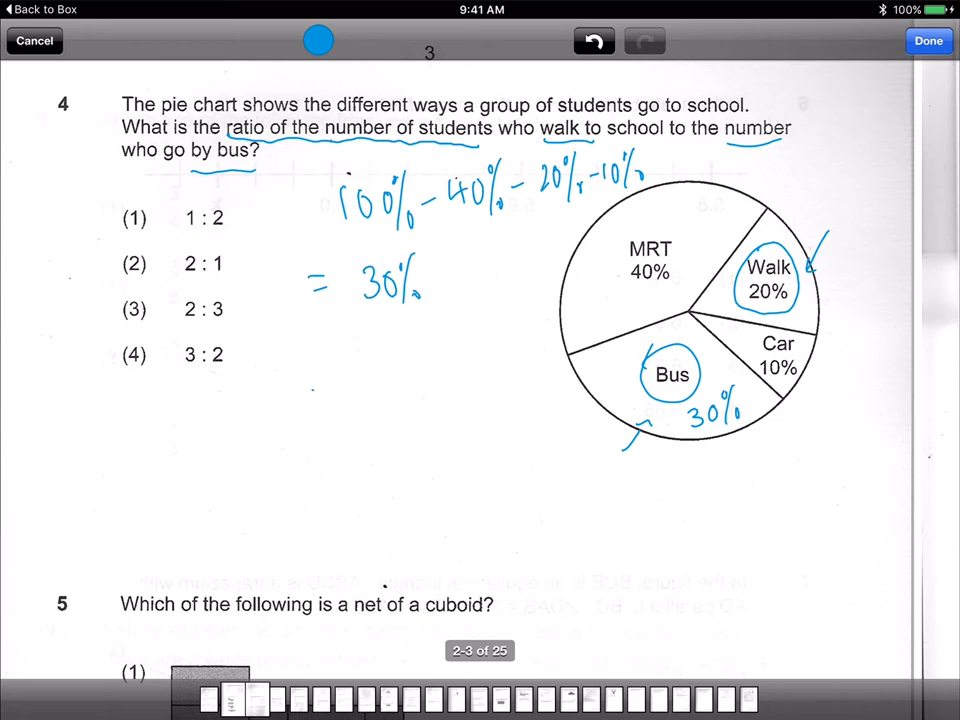 Back to Box
9:41 AM
100%
Cancel
3
Done
4 The pie chart shows the different ways a group of students go to school.
What is the ratio of the number of students who walk to school to the number
who go by bus?
100% - 40% - 20% - 10%
= 30%
(1) 1 : 2
(2) 2 : 1
(3) 2 : 3
(4) 3 : 2
MRT
40%
Walk
20%
Car
10%
Bus
30%
5 Which of the following is a net of a cuboid?
2-3 of 25
(1)